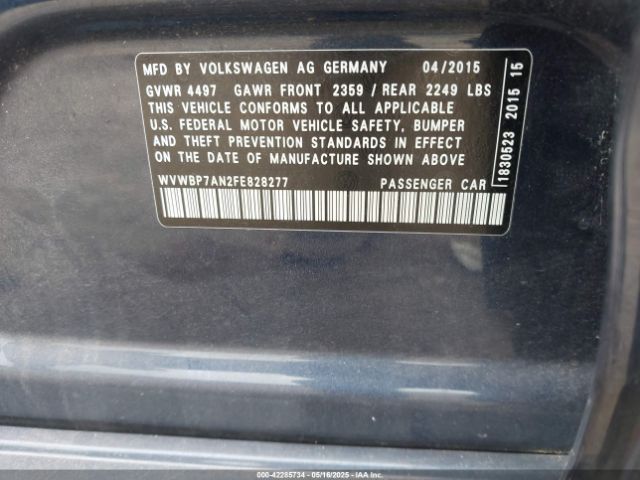 MFD BY VOLKSWAGEN AG GERMANY 04/2015
GVWR 4497 GAWR FRONT 2359 / REAR 2249 LBS
THIS VEHICLE CONFORMS TO ALL APPLICABLE
U.S. FEDERAL MOTOR VEHICLE SAFETY, BUMPER
AND THEFT PREVENTION STANDARDS IN EFFECT
ON THE DATE OF MANUFACTURE SHOWN ABOVE
WVWBP7AN2FE828277 PASSENGER CAR
1830523 2015 15
000-42285734 - 05/16/2025 - IAAI.COM